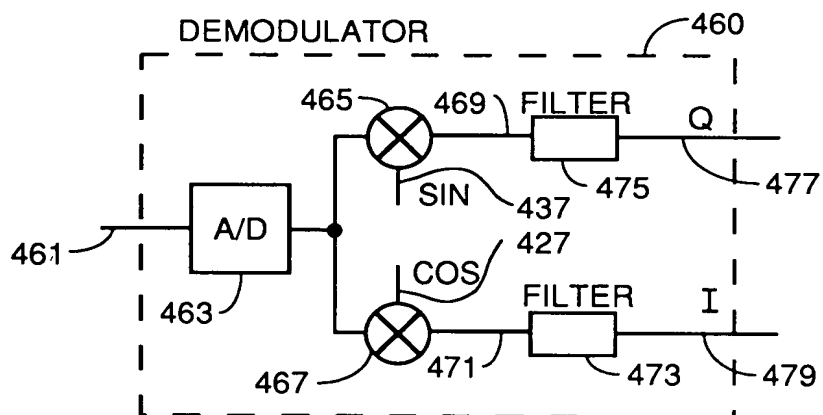 DEMODULATOR
460
465
469
FILTER
Q
475
477
SIN
437
A/D
461
463
COS
427
FILTER
I
467
471
473
479